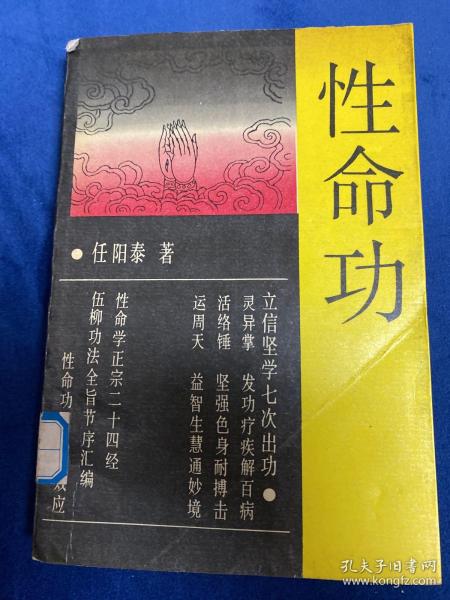 性命功
任阳泰 著
立信坚学七次出功
灵异掌 发功疗疾解百病
活络锤 坚强色身耐搏击
运周天 益智生慧通妙境
性命学正宗二十四经
伍柳功法全旨节序汇编
性命功 效应
孔夫子旧书网
www.kongfz.com